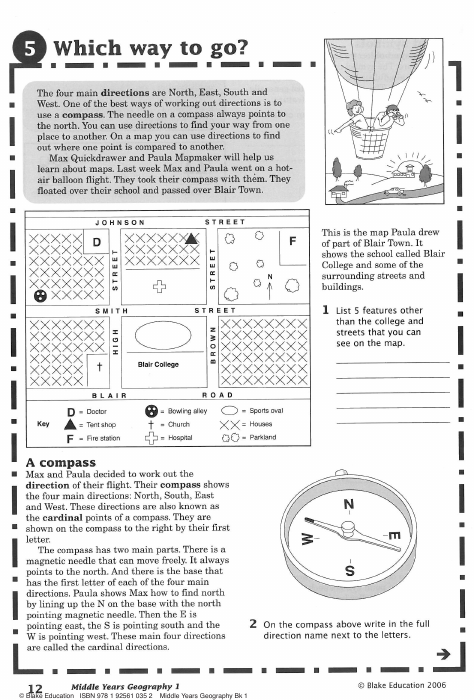 5 Which way to go?
The four main directions are North, East, South and
West. One of the best ways of working out directions is to
use a compass. The needle on a compass always points to
the north. You can use directions to find your way from one
place to another. On a map you can use directions to find
out where one point is compared to another.
Max Quickdrawer and Paula Mapmaker will help us
learn about maps. Last week Max and Paula went on a hot-
air balloon flight. They took their compass with them. They
floated over their school and passed over Blair Town.
JOHNSON STREET
D
F
STREET
STREET
N
SMITH STREET
HIGH
BROWN
Blair College
BLAIR ROAD
Key
D = Doctor
= Bowling alley
= Sports oval
= Tent shop
= Church
XX = Houses
F = Fire station
= Hospital
= Parkland
This is the map Paula drew
of part of Blair Town. It
shows the school called Blair
College and some of the
surrounding streets and
buildings.
1 List 5 features other
than the college and
streets that you can
see on the map.
A compass
Max and Paula decided to work out the
direction of their flight. Their compass shows
the four main directions: North, South, East
and West. These directions are also known as
the cardinal points of a compass. They are
shown on the compass to the right by their first
letter.
The compass has two main parts. There is a
magnetic needle that can move freely. It always
points to the north. And there is the base that
has the first letter of each of the four main
directions. Paula shows Max how to find north
by lining up the N on the base with the north
pointing magnetic needle. Then the E is
pointing east, the S is pointing south and the
W is pointing west. These main four directions
are called the cardinal directions.
N
W
E
S
2 On the compass above write in the full
direction name next to the letters.
12 Middle Years Geography 1
© Blake Education 2006
© Blake Education ISBN 978 1 92561 035 2 Middle Years Geography Bk 1